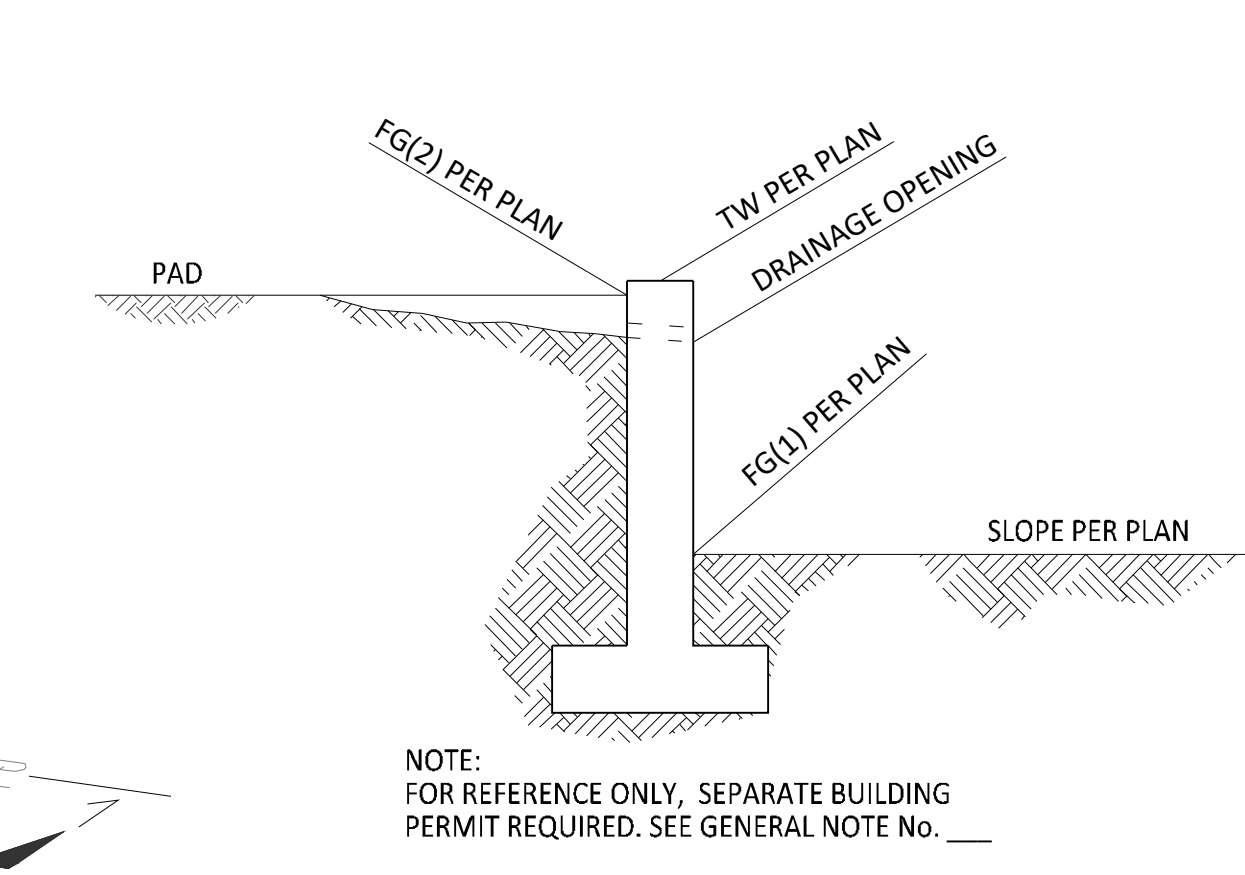 FG(2) PER PLAN
TW PER PLAN
DRAINAGE OPENING
PAD
FG(1) PER PLAN
SLOPE PER PLAN
NOTE:
FOR REFERENCE ONLY, SEPARATE BUILDING
PERMIT REQUIRED. SEE GENERAL NOTE No. ___